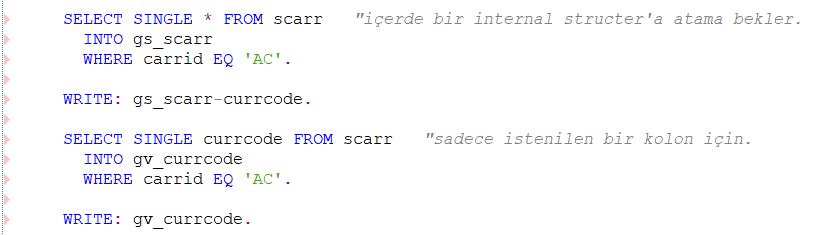 SELECT SINGLE * FROM scarr   "içerde bir internal structer'a atama bekler.
  INTO gs_scarr
  WHERE carrid EQ 'AC'.
WRITE: gs_scarr-currcode.
SELECT SINGLE currcode FROM scarr   "sadece istenilen bir kolon için.
  INTO gv_currcode
  WHERE carrid EQ 'AC'.
WRITE: gv_currcode.